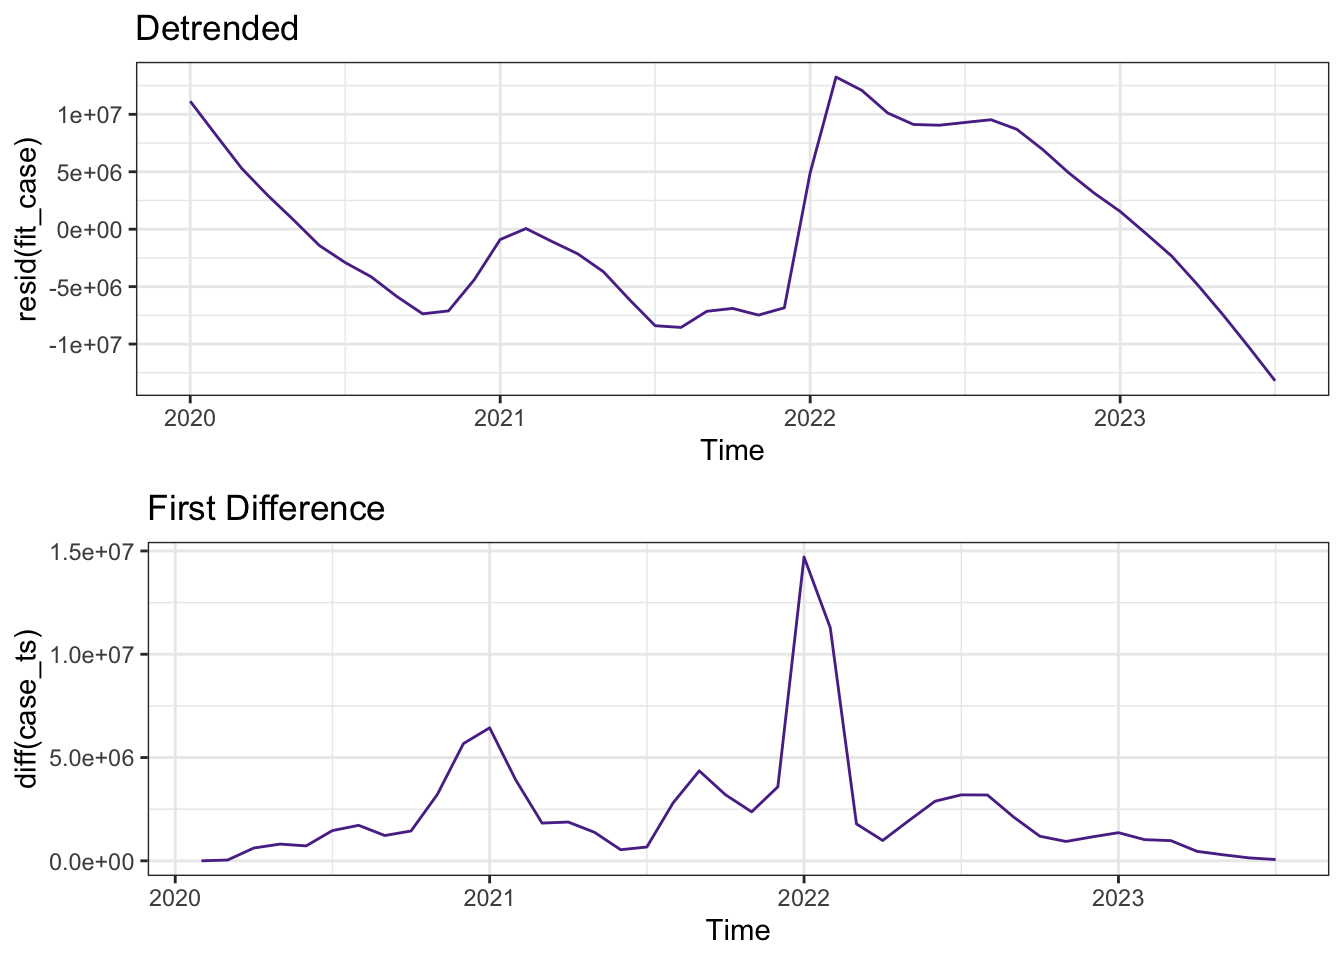 Detrended
resid(fit_case)
1e+07
5e+06
0e+00
-5e+06
-1e+07
2020 2021 2022 2023
Time
First Difference
diff(case_ts)
1.5e+07
1.0e+07
5.0e+06
0.0e+00
2020 2021 2022 2023
Time